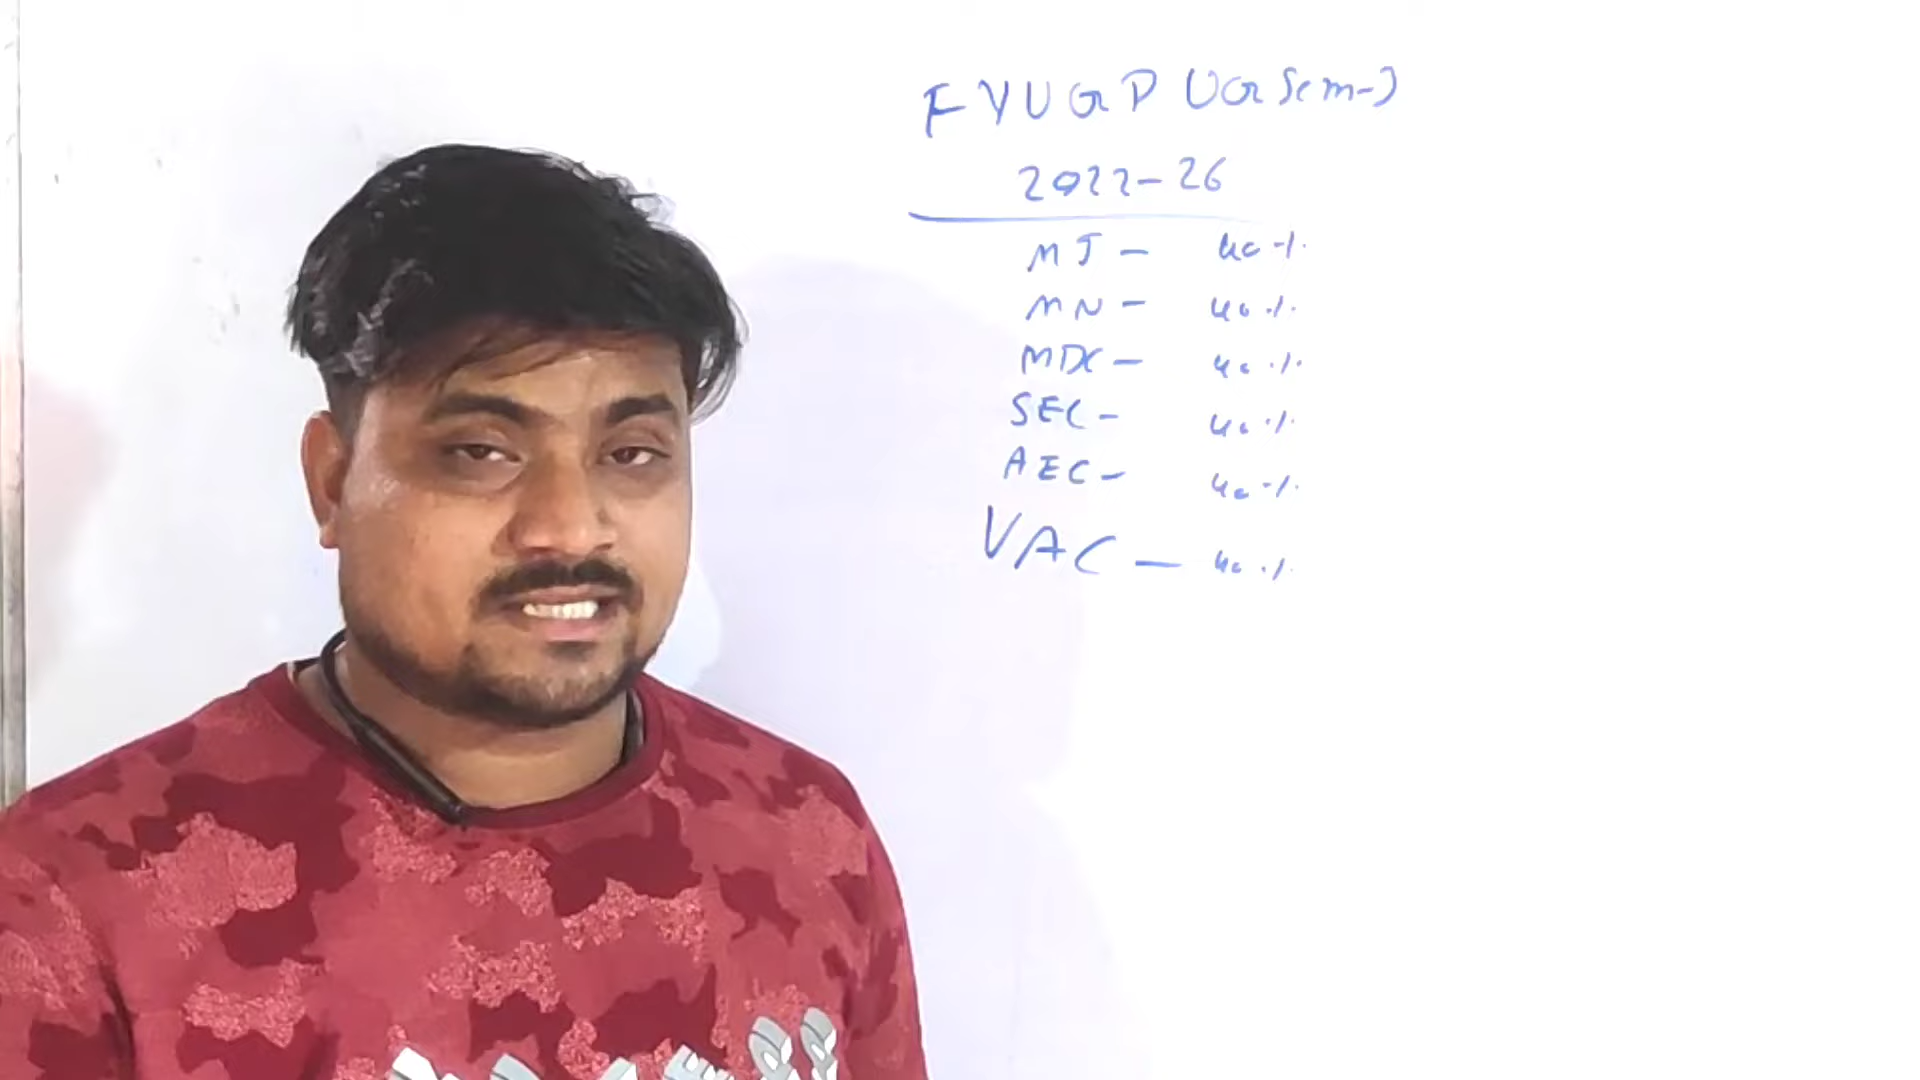 FYUGP UG Sem-I
2022-26
MJ - 40%
MN - 40%
MDC - 40%
SEC - 40%
AEC - 40%
VAC - 40%